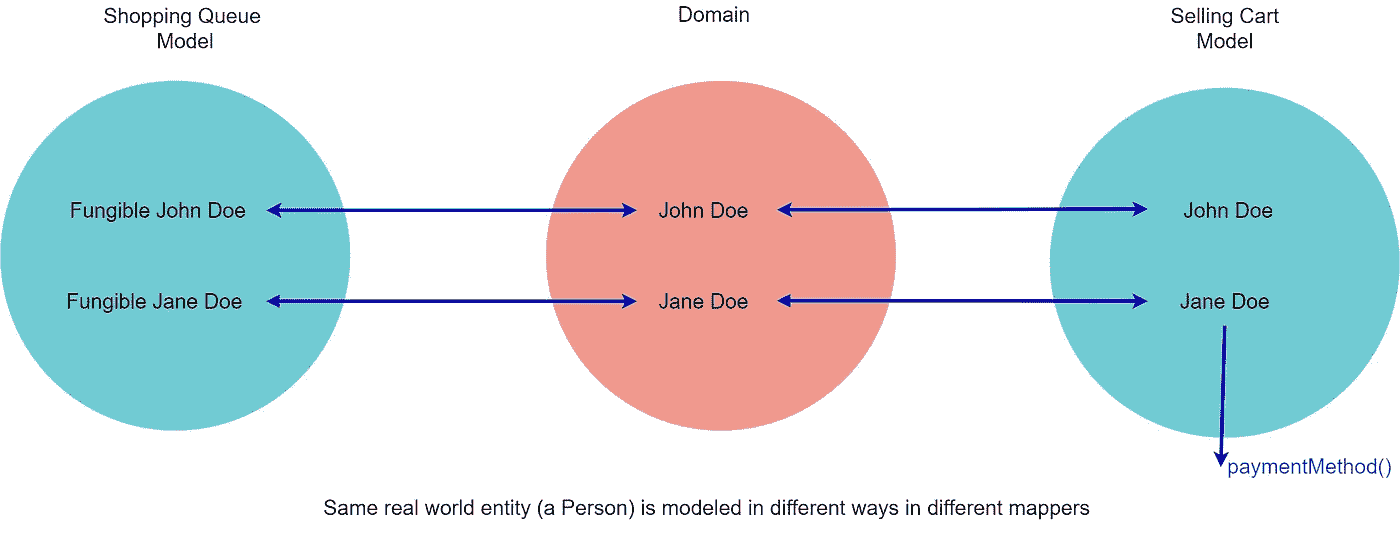 Shopping Queue
Model
Domain
Selling Cart
Model
Fungible John Doe
John Doe
John Doe
Fungible Jane Doe
Jane Doe
Jane Doe
paymentMethod()
Same real world entity (a Person) is modeled in different ways in different mappers